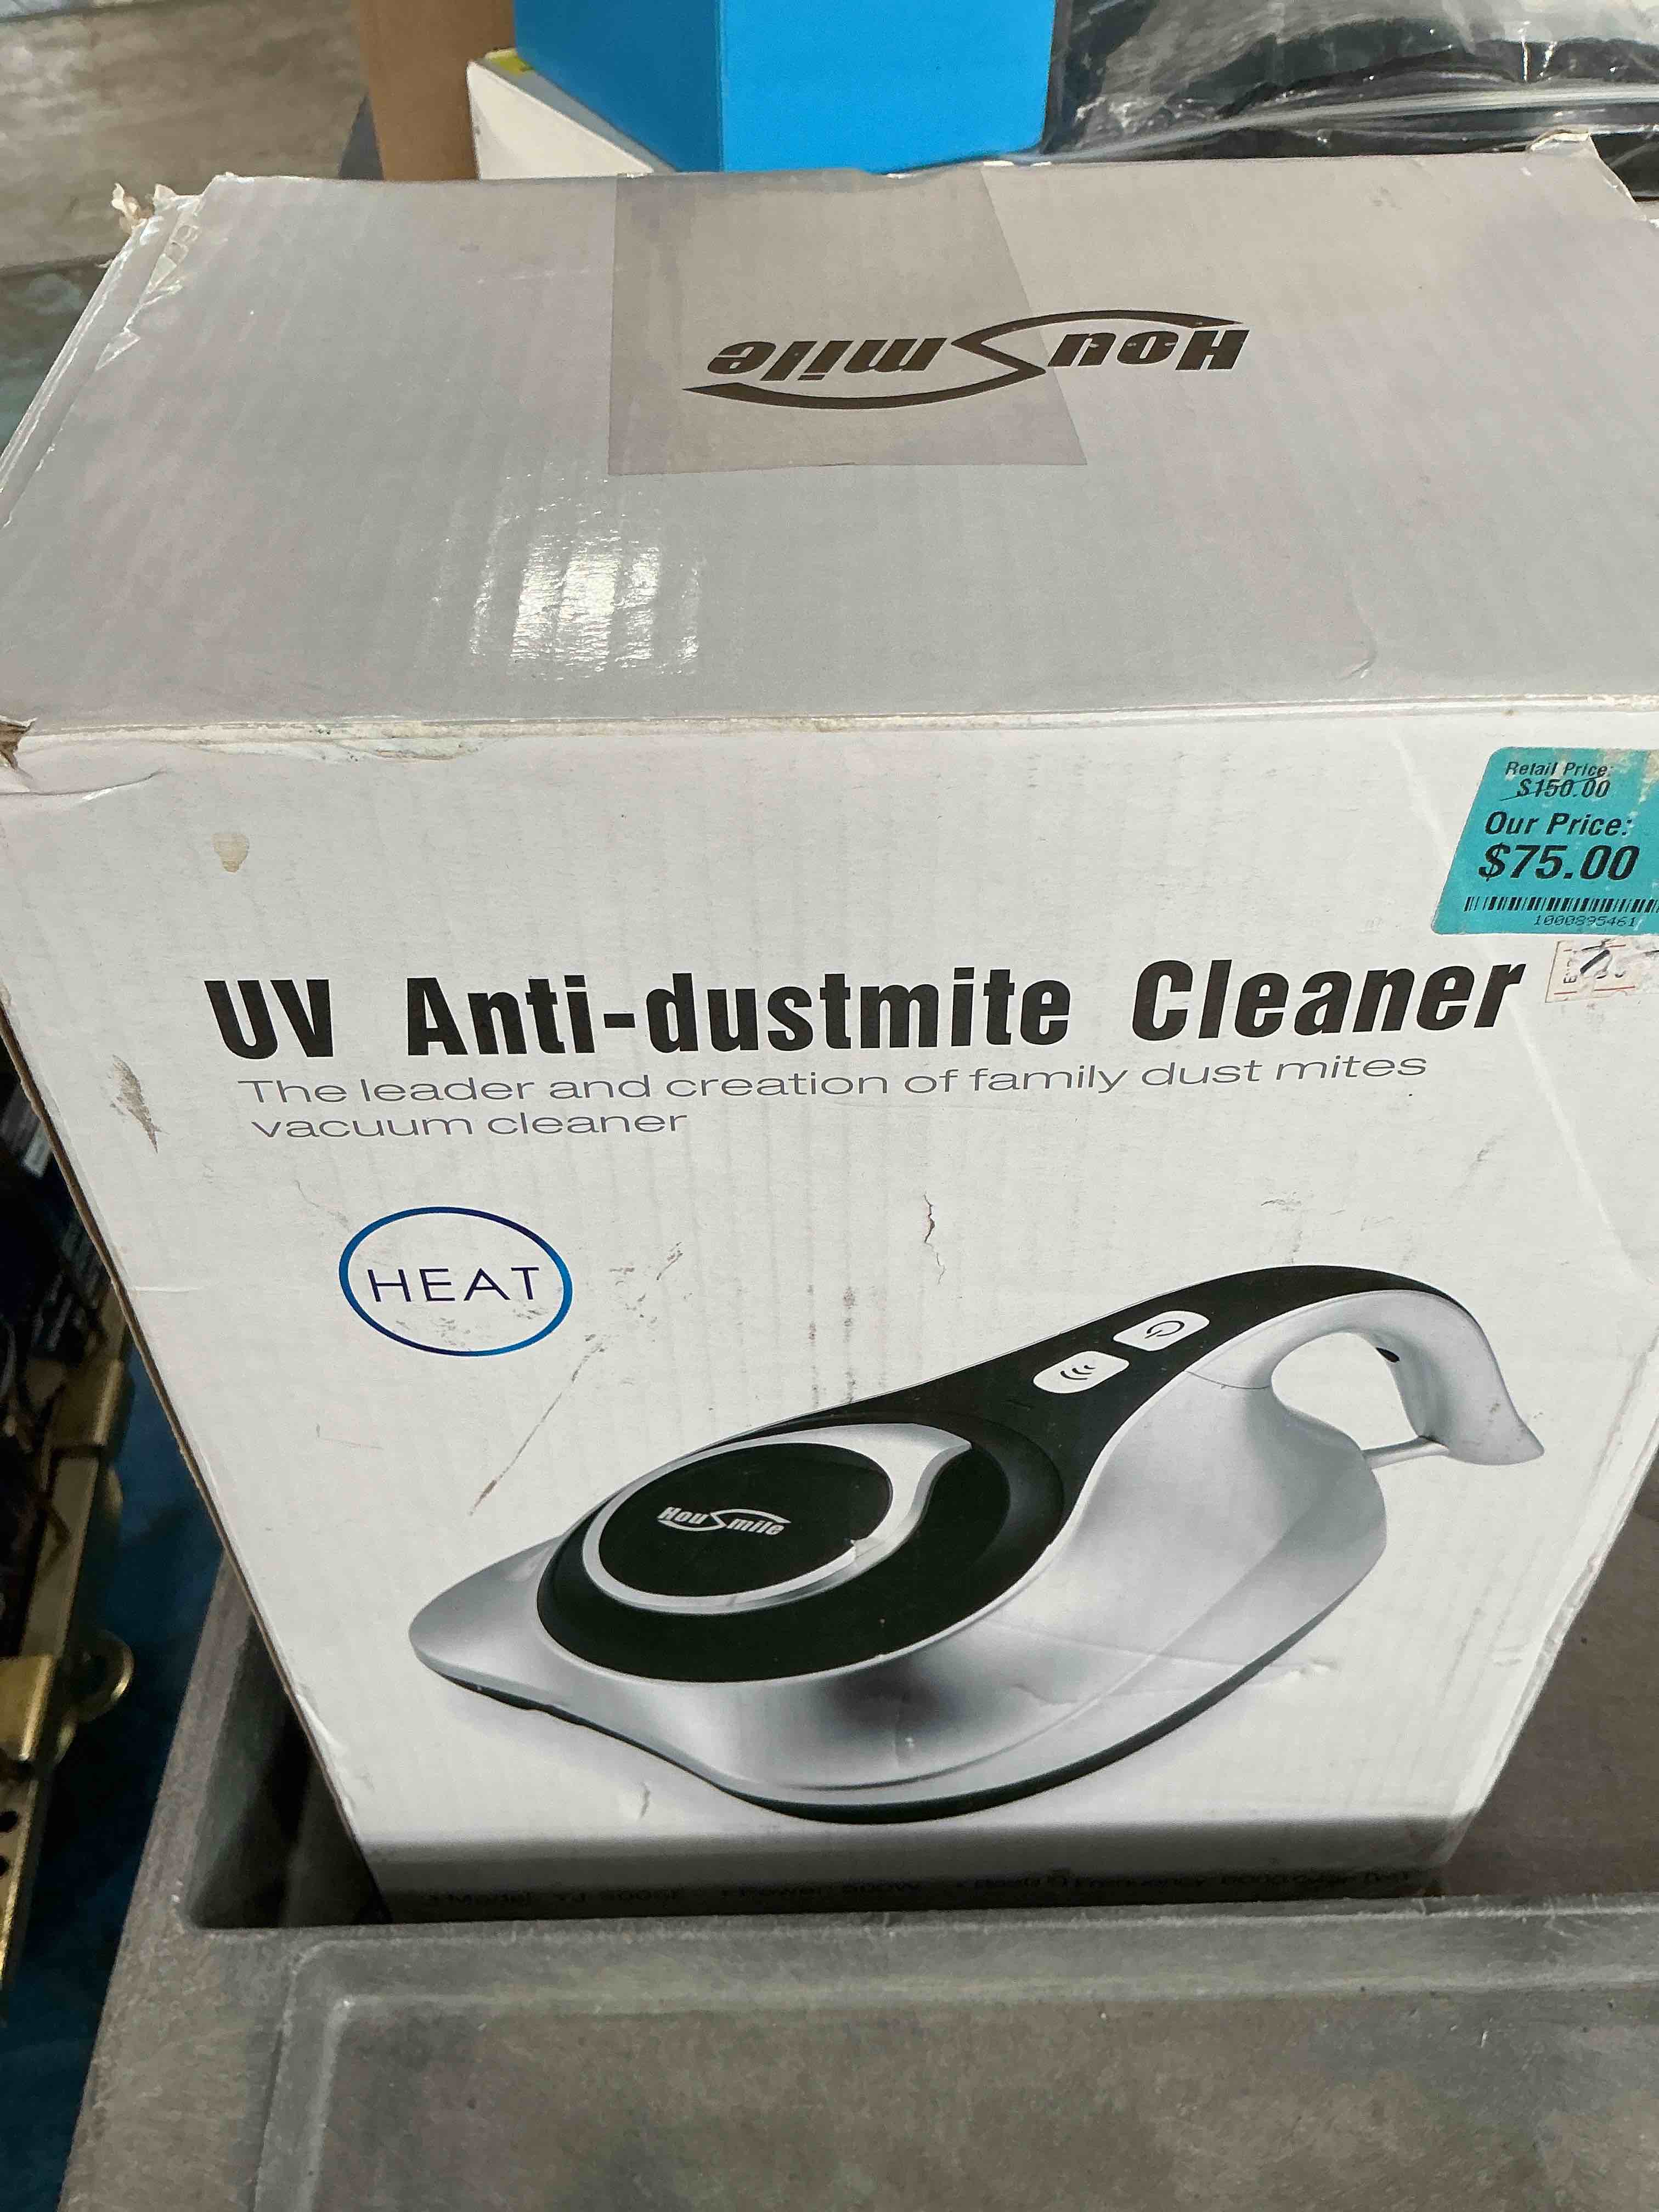 HouSmile
Retail Price:
$150.00
Our Price:
$75.00
1000895461
UV Anti-dustmite Cleaner
The leader and creation of family dust mites
vacuum cleaner
HEAT
HouSmile